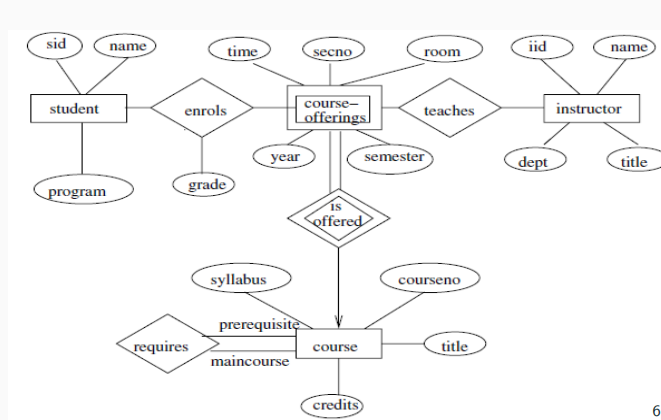 sid
name
time
secno
room
iid
name
student
enrols
course-
offerings
teaches
instructor
program
grade
year
semester
dept
title
is
offered
syllabus
courseno
prerequisite
requires
maincourse
course
title
credits
6